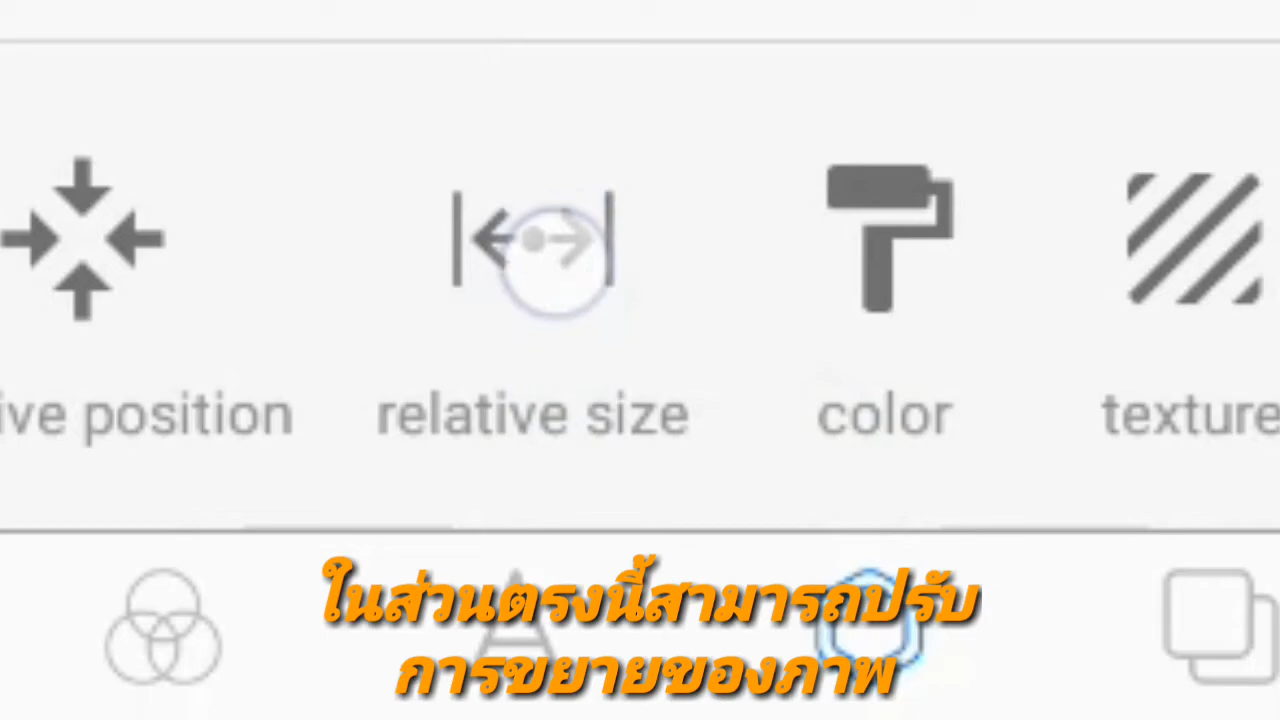 ive position relative size color texture
ในส่วนตรงนี้สามารถปรับ
การขยายของภาพ